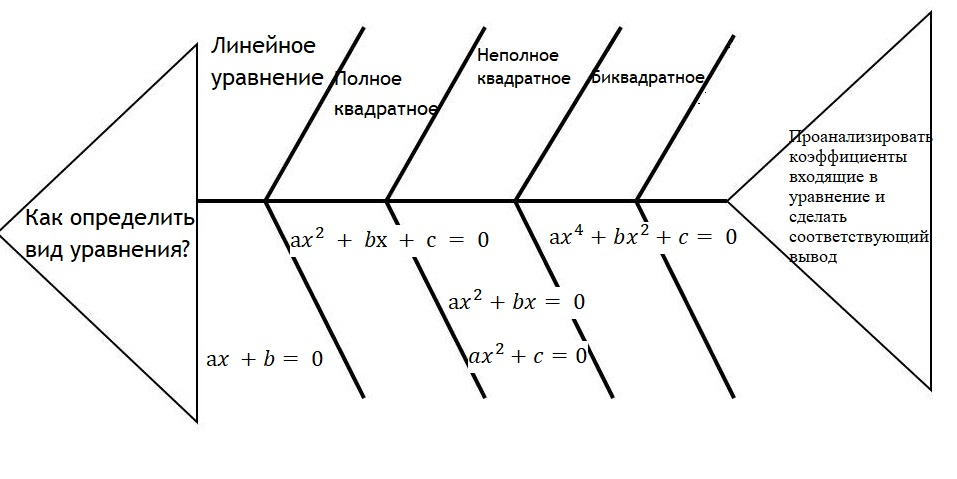 Линейное
уравнение
Полное
квадратное
Неполное
квадратное
Биквадратное
Как определить
вид уравнения?
ax + b = 0
ax² + bx + c = 0
ax² + bx = 0
ax² + c = 0
ax⁴ + bx² + c = 0
Проанализировать
коэффициенты
входящие в
уравнение и
сделать
соответствующий
вывод